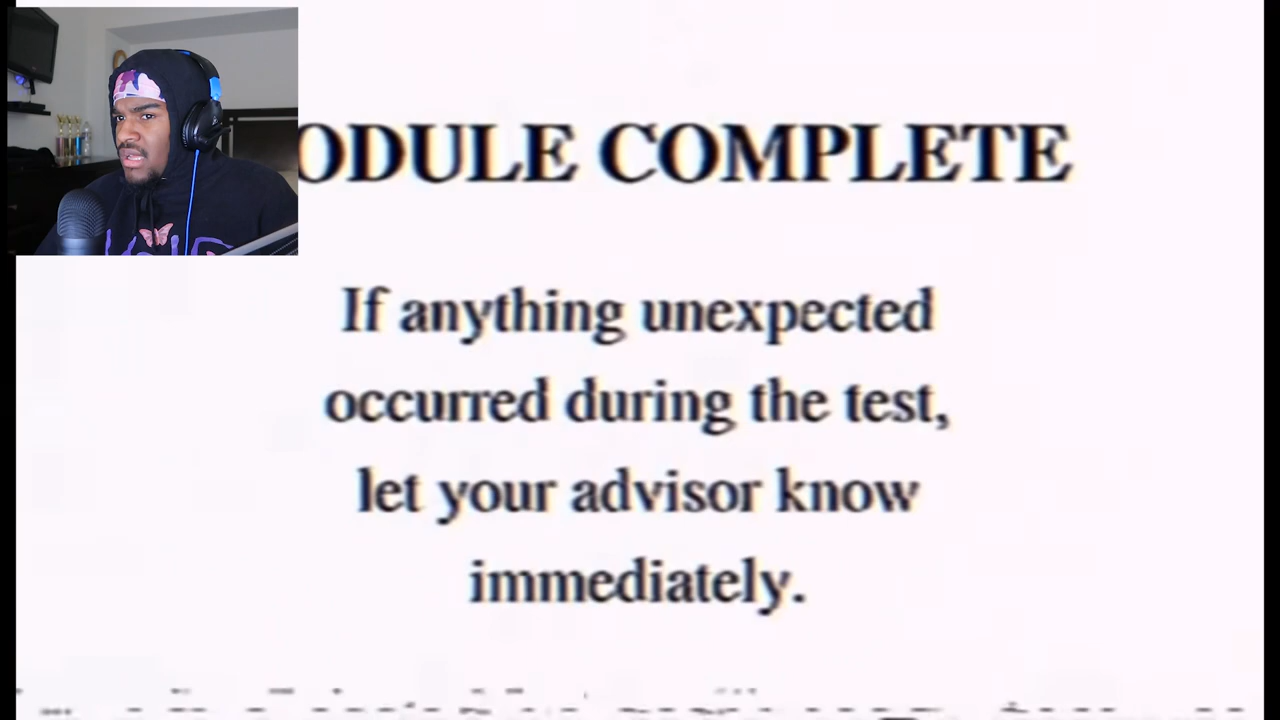 ODULE COMPLETE
If anything unexpected
occurred during the test,
let your advisor know
immediately.